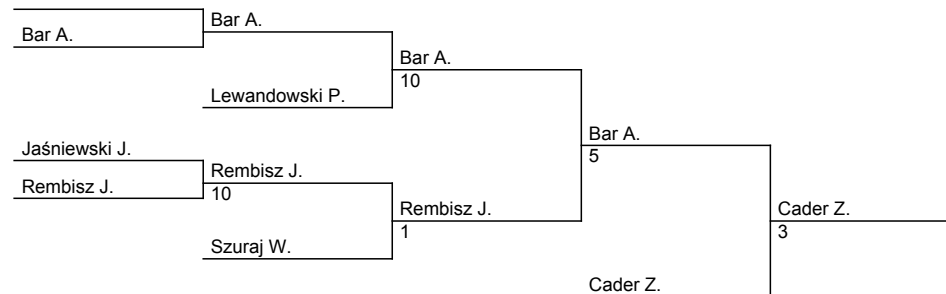 Bar A.
Bar A.
Bar A.
10
Lewandowski P.
Bar A.
5
Jaśniewski J.
Rembisz J.
Rembisz J.
10
Rembisz J.
1
Cader Z.
3
Szuraj W.
Cader Z.